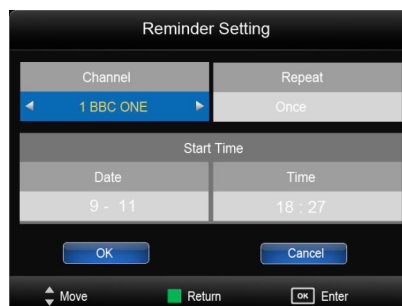 Reminder Setting
Channel Repeat
1 BBC ONE Once
Start Time
Date Time
9 - 11 18 : 27
OK Cancel
Move Return OK Enter